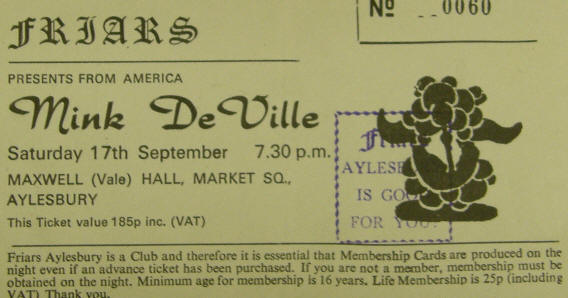 FRIARS
Nº 0060
PRESENTS FROM AMERICA
Mink DeVille
Saturday 17th September 7.30 p.m.
MAXWELL (Vale) HALL, MARKET SQ.,
AYLESBURY
This Ticket value 185p inc. (VAT)
Friars
AYLESBURY
IS GOOD
FOR YOU!
Friars Aylesbury is a Club and therefore it is essential that Membership Cards are produced on the
night even if an advance ticket has been purchased. If you are not a member, membership must be
obtained on the night. Minimum age for membership is 16 years. Life Membership is 25p (including
VAT) Thank you.